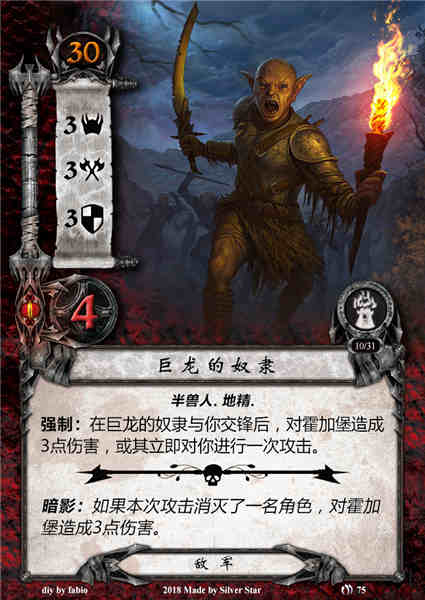 30
3
3
3
4
10/31
巨龙的奴隶
半兽人. 地精.
强制：在巨龙的奴隶与你交锋后，对霍加堡造成
3点伤害，或其立即对你进行一次攻击。
暗影：如果本次攻击消灭了一名角色，对霍加
堡造成3点伤害。
敌军
diy by fabio 2018 Made by Silver Star 75